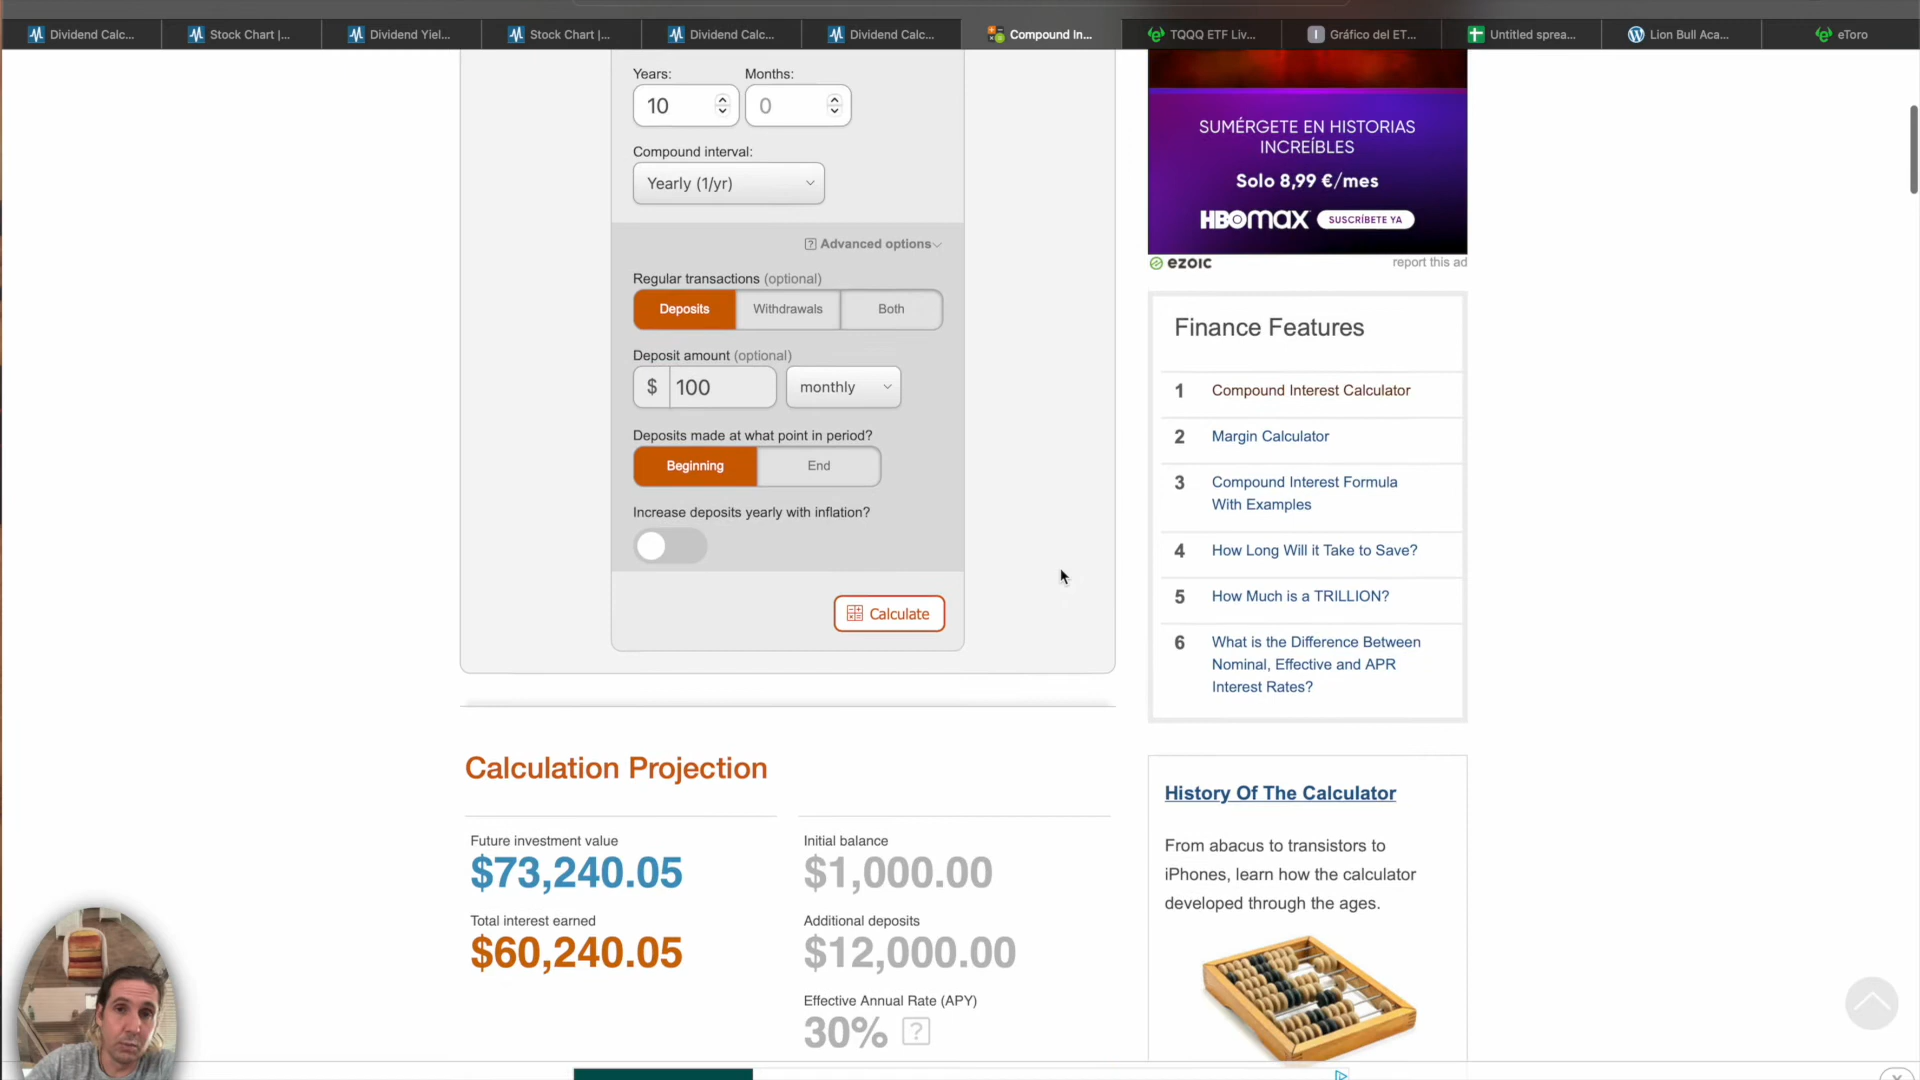 Dividend Calc...
Stock Chart |...
Dividend Yiel...
Stock Chart |...
Dividend Calc...
Dividend Calc...
Compound In...
TQQQ ETF Liv...
Gráfico del ET...
Untitled sprea...
Lion Bull Aca...
eToro
Years:
Months:
10
0
Compound interval:
Yearly (1/yr)
Advanced options
Regular transactions (optional)
Deposits
Withdrawals
Both
Deposit amount (optional)
$ 100
monthly
Deposits made at what point in period?
Beginning
End
Increase deposits yearly with inflation?
Calculate
Calculation Projection
Future investment value
$73,240.05
Initial balance
$1,000.00
Total interest earned
$60,240.05
Additional deposits
$12,000.00
Effective Annual Rate (APY)
30% ?
SUMÉRGETE EN HISTORIAS
INCREÍBLES
Solo 8,99 €/mes
HBOMAX SUSCRÍBETE YA
ezoic
report this ad
Finance Features
1 Compound Interest Calculator
2 Margin Calculator
3 Compound Interest Formula
With Examples
4 How Long Will it Take to Save?
5 How Much is a TRILLION?
6 What is the Difference Between
Nominal, Effective and APR
Interest Rates?
History Of The Calculator
From abacus to transistors to
iPhones, learn how the calculator
developed through the ages.